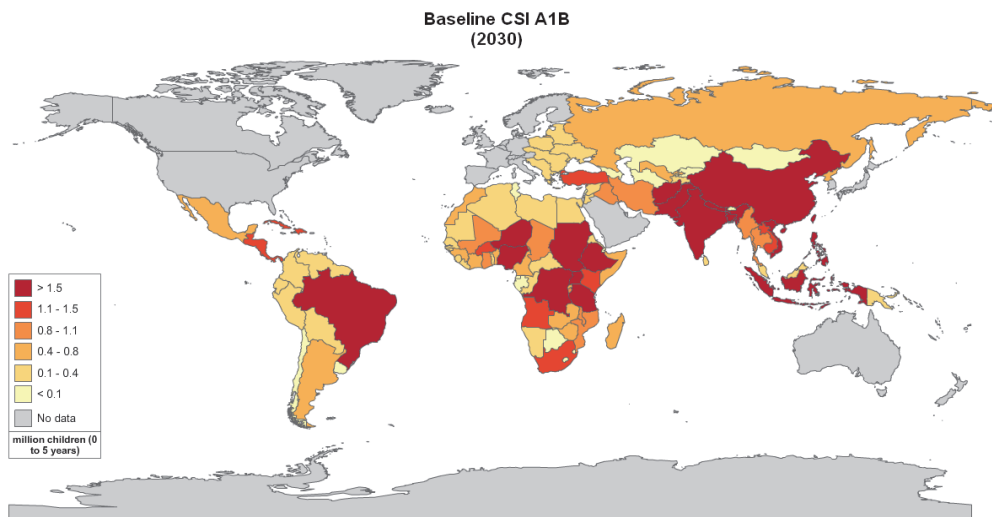 Baseline CSI A1B
(2030)
> 1.5
1.1 - 1.5
0.8 - 1.1
0.4 - 0.8
0.1 - 0.4
< 0.1
No data
million children (0
to 5 years)